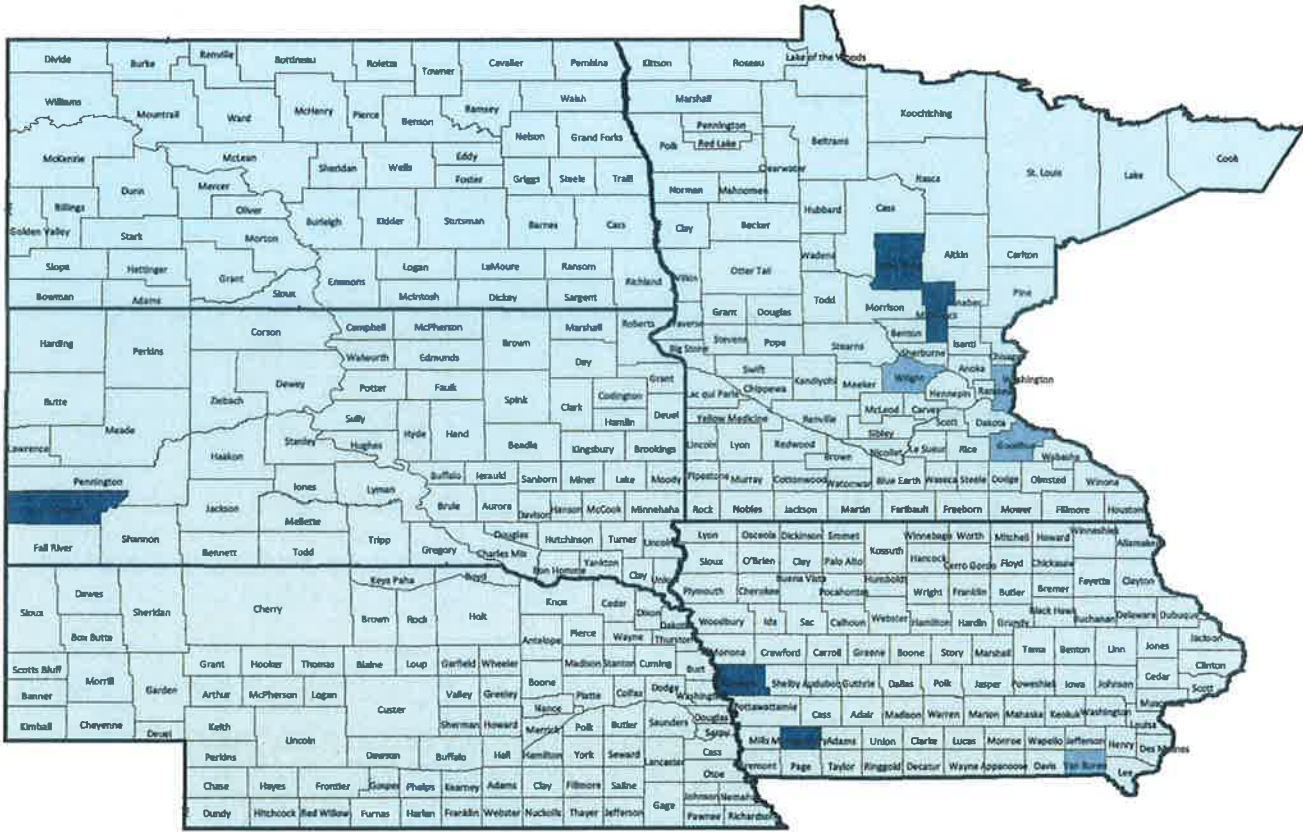 Divide
Burke
Renville
Bottineau
Rolette
Towner
Cavalier
Pembina
Kittson
Roseau
Lake of the Woods
Williams
Mountrail
Ward
McHenry
Pierce
Benson
Ramsey
Walsh
Marshall
Koochiching
Nelson
Grand Forks
Polk
Pennington
Red Lake
Beltrami
Clearwater
Itasca
St. Louis
Lake
Cook
McKenzie
McLean
Sheridan
Wells
Eddy
Foster
Griggs
Steele
Traill
Norman
Mahnomen
Dunn
Mercer
Oliver
Billings
Golden Valley
Stark
Morton
Burleigh
Kidder
Stutsman
Barnes
Cass
Clay
Becker
Hubbard
Cass
Slope
Hettinger
Grant
Sioux
Emmons
Logan
LaMoure
Ransom
Richland
Otter Tail
Wadena
Aitkin
Carlton
Bowman
Adams
McIntosh
Dickey
Sargent
Todd
Morrison
Pine
Harding
Perkins
Corson
Campbell
McPherson
Brown
Marshall
Roberts
Grant
Douglas
Benton
Isanti
Walworth
Edmunds
Day
Big Stone
Stevens
Pope
Stearns
Sherburne
Butte
Meade
Ziebach
Dewey
Potter
Faulk
Spink
Clark
Codington
Grant
Swift
Chippewa
Kandiyohi
Meeker
Wright
Anoka
Hennepin
Washington
Lac qui Parle
Hamlin
Deuel
Yellow Medicine
Renville
McLeod
Carver
Scott
Dakota
Lawrence
Sully
Hughes
Hyde
Hand
Beadle
Kingsbury
Brookings
Lincoln
Lyon
Redwood
Brown
Sibley
Nicollet
Le Sueur
Rice
Goodhue
Wabasha
Pennington
Haakon
Stanley
Jones
Lyman
Buffalo
Jerauld
Sanborn
Miner
Lake
Moody
Pipestone
Murray
Cottonwood
Watonwan
Blue Earth
Waseca
Steele
Dodge
Olmsted
Winona
Brule
Aurora
Davison
Hanson
McCook
Minnehaha
Rock
Nobles
Jackson
Martin
Faribault
Freeborn
Mower
Fillmore
Houston
Fall River
Shannon
Jackson
Bennett
Mellette
Todd
Tripp
Gregory
Charles Mix
Douglas
Hutchinson
Turner
Lincoln
Bon Homme
Yankton
Clay
Union
Lyon
Osceola
Dickinson
Emmet
Kossuth
Winnebago
Worth
Mitchell
Howard
Winneshiek
Allamakee
Sioux
O'Brien
Clay
Palo Alto
Hancock
Cerro Gordo
Floyd
Chickasaw
Plymouth
Cherokee
Buena Vista
Pocahontas
Humboldt
Wright
Franklin
Butler
Bremer
Fayette
Clayton
Woodbury
Ida
Sac
Calhoun
Webster
Hamilton
Hardin
Grundy
Black Hawk
Buchanan
Delaware
Dubuque
Sioux
Dawes
Box Butte
Sheridan
Cherry
Keya Paha
Boyd
Brown
Rock
Holt
Knox
Cedar
Dixon
Dakota
Antelope
Pierce
Wayne
Thurston
Monona
Crawford
Carroll
Greene
Boone
Story
Marshall
Tama
Benton
Linn
Jones
Jackson
Scotts Bluff
Banner
Kimball
Morrill
Cheyenne
Garden
Deuel
Grant
Hooker
Thomas
Blaine
Loup
Garfield
Wheeler
Madison
Stanton
Cuming
Burt
Shelby
Audubon
Guthrie
Dallas
Polk
Jasper
Poweshiek
Iowa
Johnson
Cedar
Clinton
Scott
Arthur
McPherson
Logan
Custer
Valley
Greeley
Boone
Nance
Platte
Colfax
Dodge
Washington
Pottawattamie
Cass
Adair
Madison
Warren
Marion
Mahaska
Keokuk
Washington
Louisa
Keith
Lincoln
Sherman
Howard
Merrick
Polk
Butler
Saunders
Douglas
Sarpy
Mills
Adams
Union
Clarke
Lucas
Monroe
Wapello
Jefferson
Henry
Des Moines
Perkins
Dawson
Buffalo
Hall
Hamilton
York
Seward
Lancaster
Cass
Otoe
Page
Taylor
Ringgold
Decatur
Wayne
Appanoose
Davis
Van Buren
Lee
Chase
Hayes
Frontier
Gosper
Phelps
Kearney
Adams
Clay
Fillmore
Saline
Gage
Johnson
Nemaha
Dundy
Hitchcock
Red Willow
Furnas
Harlan
Franklin
Webster
Nuckolls
Thayer
Jefferson
Pawnee
Richardson